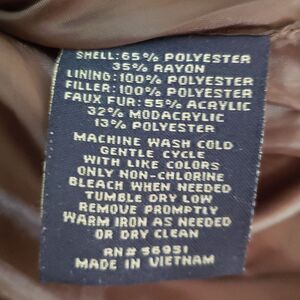 SHELL: 65% POLYESTER
35% RAYON
LINING: 100% POLYESTER
FILLER: 100% POLYESTER
FAUX FUR: 55% ACRYLIC
32% MODACRYLIC
13% POLYESTER
MACHINE WASH COLD
GENTLE CYCLE
WITH LIKE COLORS
ONLY NON-CHLORINE
BLEACH WHEN NEEDED
TUMBLE DRY LOW
REMOVE PROMPTLY
WARM IRON AS NEEDED
OR DRY CLEAN
RN# 56951
MADE IN VIETNAM